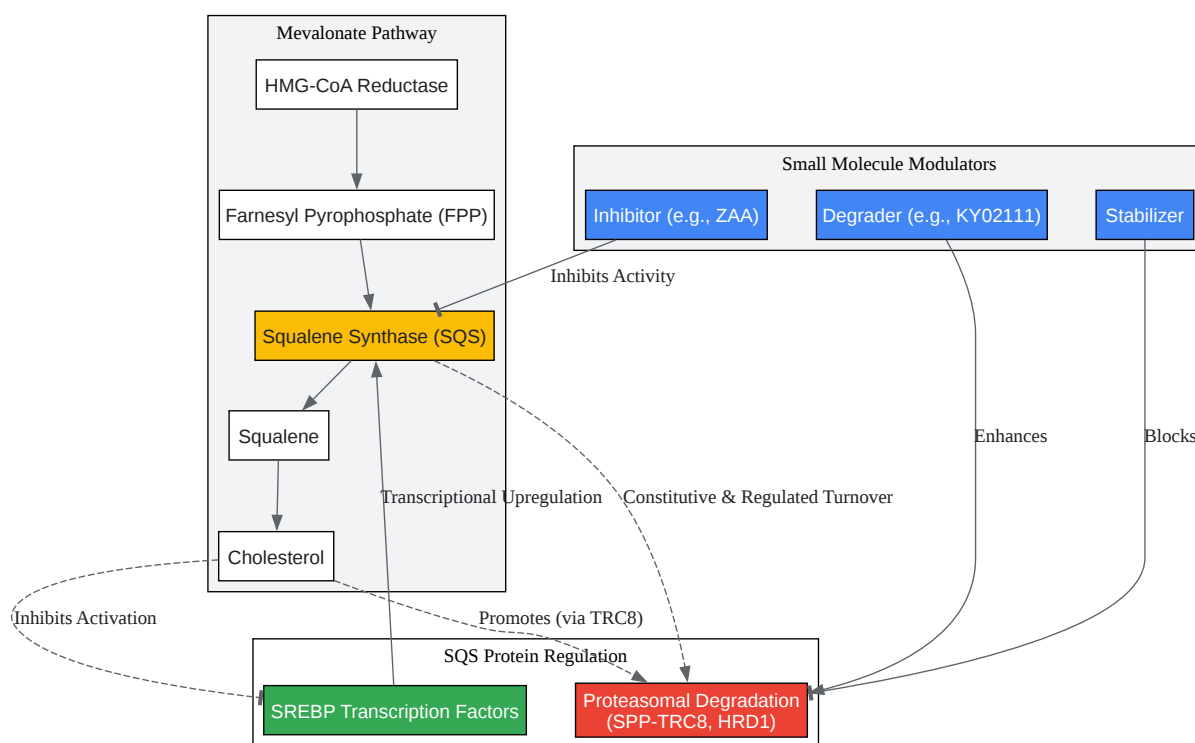 Mevalonate Pathway
HMG-CoA Reductase
Small Molecule Modulators
Farnesyl Pyrophosphate (FPP)
Inhibitor (e.g., ZAA)
Degrader (e.g., KY02111)
Stabilizer
Inhibits Activity
Squalene Synthase (SQS)
Squalene
Enhances
Blocks
Transcriptional Upregulation
Constitutive & Regulated Turnover
Cholesterol
Inhibits Activation
Promotes (via TRC8)
SQS Protein Regulation
SREBP Transcription Factors
Proteasomal Degradation
(SPP-TRC8, HRD1)